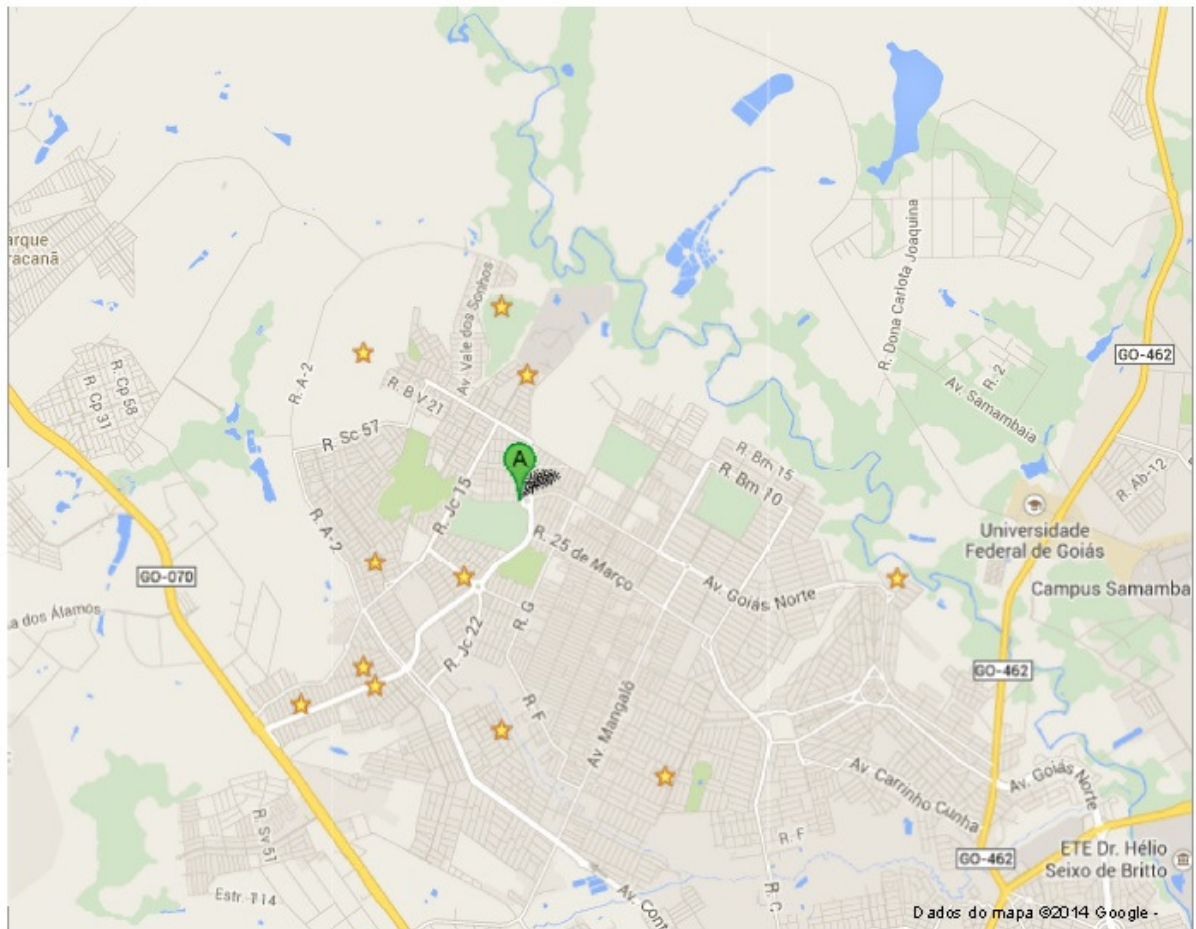 arque
racanã
R. Cp 58
R. Cp 31
R. A-2
Av. Vale dos Sonhos
R. B V 21
R. Sc 57
R. Jc 15
R. A-2
A
R. Dona Carlota Joaquina
GO-462
R. 2
Av. Samambaia
R. Bm 15
R. Bm 10
R. Ab-12
Universidade
Federal de Goiás
Campus Samamba
GO-070
a dos Álamos
R. 25 de Março
Av. Goiás Norte
R. G
R. Jc 22
GO-462
R. F
Av. Mangaló
Av. Carrinho Cunha
Av. Goiás Norte
R. Sv 51
R. F
GO-462
ETE Dr. Hélio
Seixo de Britto
Estr. 114
Av. Cont
R. C
Dados do mapa ©2014 Google -